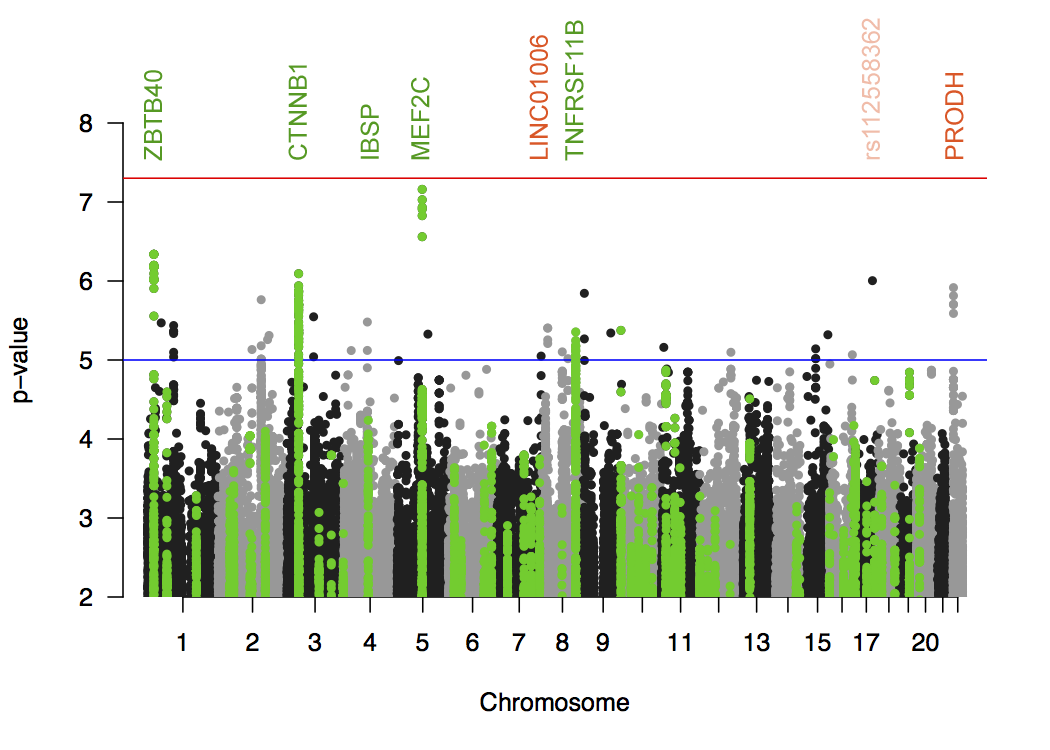 ZBTB40
CTNNB1
IBSP
MEF2C
LINC01006
TNFRSF11B
rs112558362
PRODH
8
7
6
5
4
3
2
p-value
1 2 3 4 5 6 7 8 9 11 13 15 17 20
Chromosome